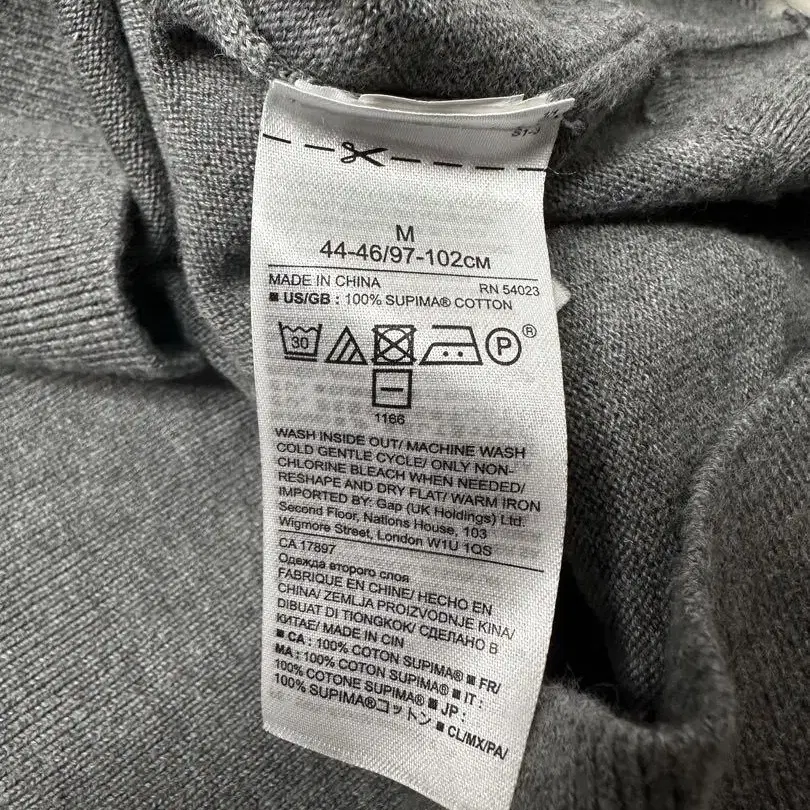 S1-3
M
44-46/97-102CM
MADE IN CHINA RN 54023
■ US/GB : 100% SUPIMA® COTTON
30 P ®
1166
WASH INSIDE OUT/ MACHINE WASH
COLD GENTLE CYCLE/ ONLY NON-
CHLORINE BLEACH WHEN NEEDED/
RESHAPE AND DRY FLAT/ WARM IRON
IMPORTED BY: Gap (UK Holdings) Ltd.
Second Floor, Nations House, 103
Wigmore Street, London W1U 1QS
CA 17897
Одежда второго слоя
FABRIQUE EN CHINE/ HECHO EN
CHINA/ ZEMLJA PROIZVODNJE KINA/
DIBUAT DI TIONGKOK/ СДЕЛАНО В
КИТАЕ/ MADE IN CIN
■ CA : 100% COTON SUPIMA® ■ FR/
MA : 100% COTON SUPIMA® ■ IT :
100% COTONE SUPIMA® ■ JP :
100% SUPIMA®コットン ■ CL/MX/PA/